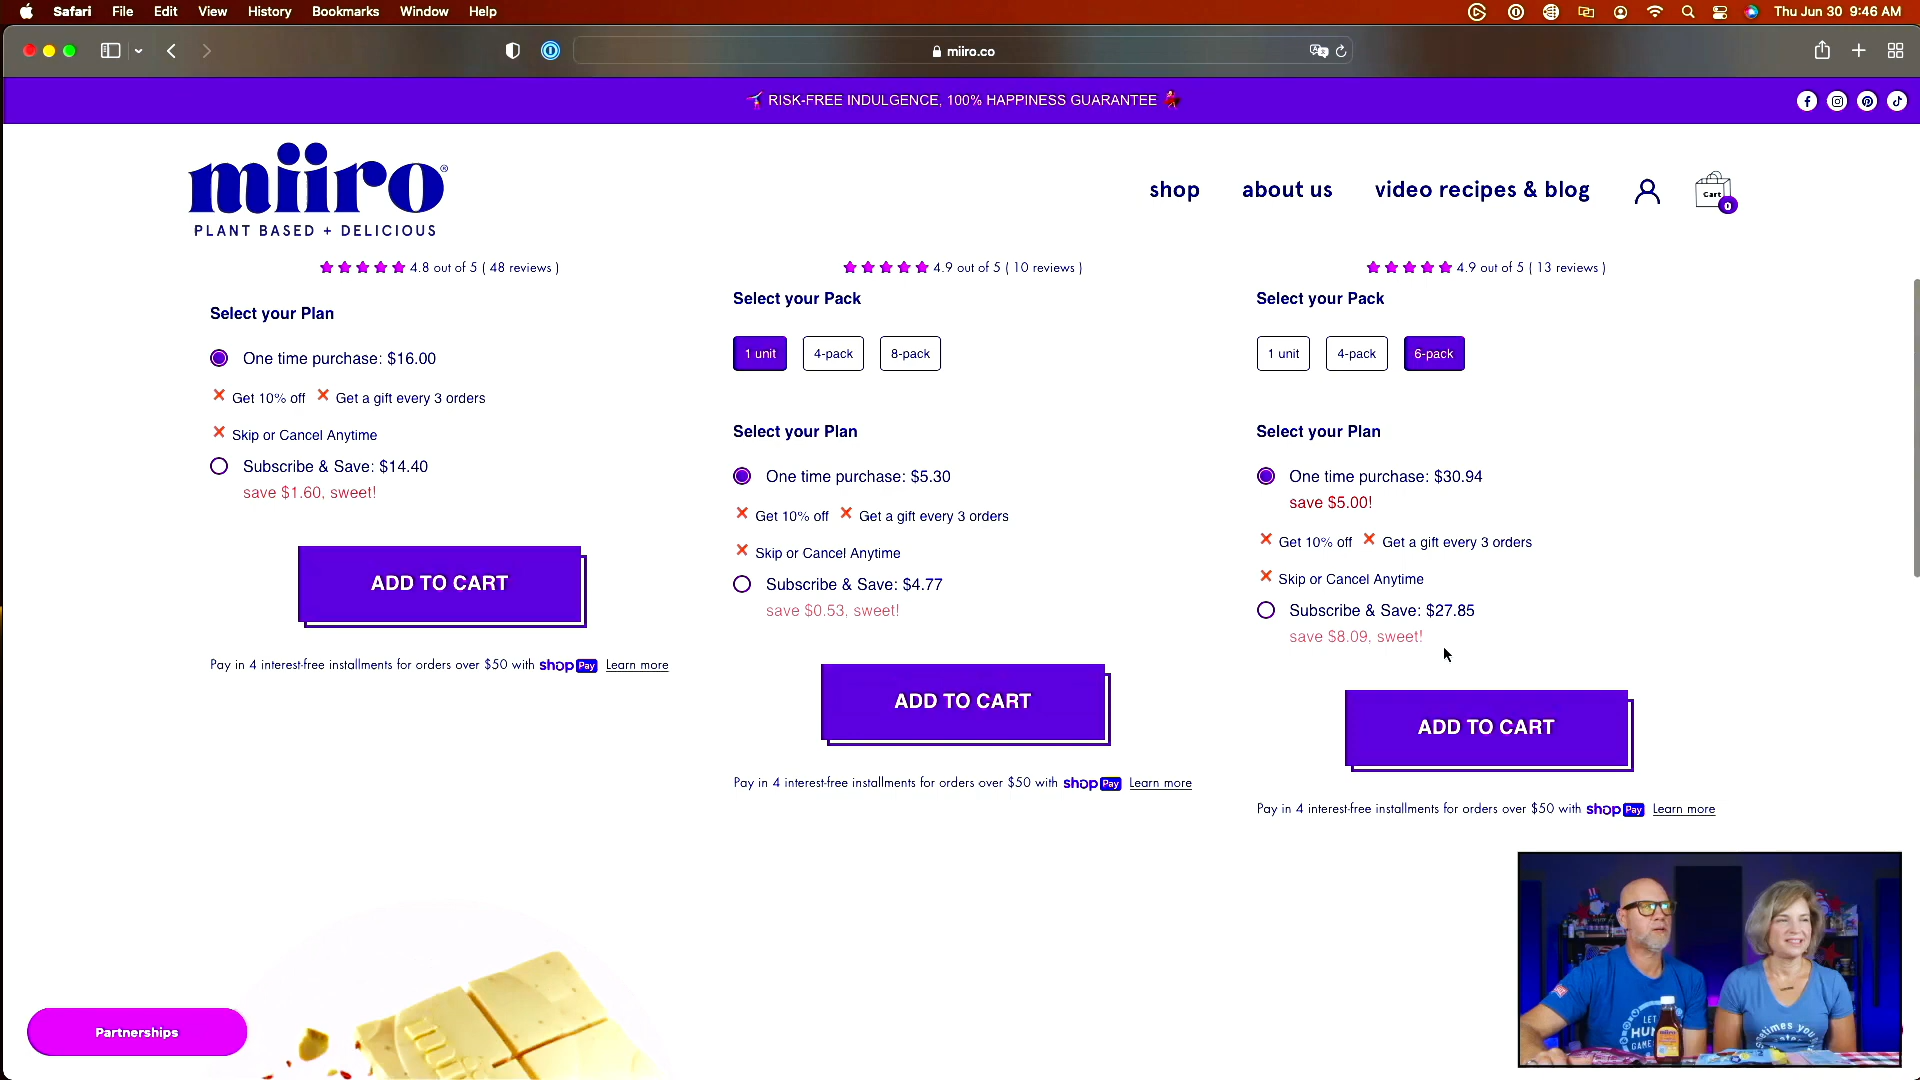 Safari File Edit View History Bookmarks Window Help Thu Jun 30 9:46 AM
miiro.co
RISK-FREE INDULGENCE, 100% HAPPINESS GUARANTEE
miiro®
PLANT BASED + DELICIOUS
shop about us video recipes & blog Cart 0
4.8 out of 5 ( 48 reviews )
Select your Plan
One time purchase: $16.00
Get 10% off Get a gift every 3 orders
Skip or Cancel Anytime
Subscribe & Save: $14.40
save $1.60, sweet!
ADD TO CART
Pay in 4 interest-free installments for orders over $50 with shop Pay Learn more
4.9 out of 5 ( 10 reviews )
Select your Pack
1 unit 4-pack 8-pack
Select your Plan
One time purchase: $5.30
Get 10% off Get a gift every 3 orders
Skip or Cancel Anytime
Subscribe & Save: $4.77
save $0.53, sweet!
ADD TO CART
Pay in 4 interest-free installments for orders over $50 with shop Pay Learn more
4.9 out of 5 ( 13 reviews )
Select your Pack
1 unit 4-pack 6-pack
Select your Plan
One time purchase: $30.94
save $5.00!
Get 10% off Get a gift every 3 orders
Skip or Cancel Anytime
Subscribe & Save: $27.85
save $8.09, sweet!
ADD TO CART
Pay in 4 interest-free installments for orders over $50 with shop Pay Learn more
Partnerships
LET
miiro